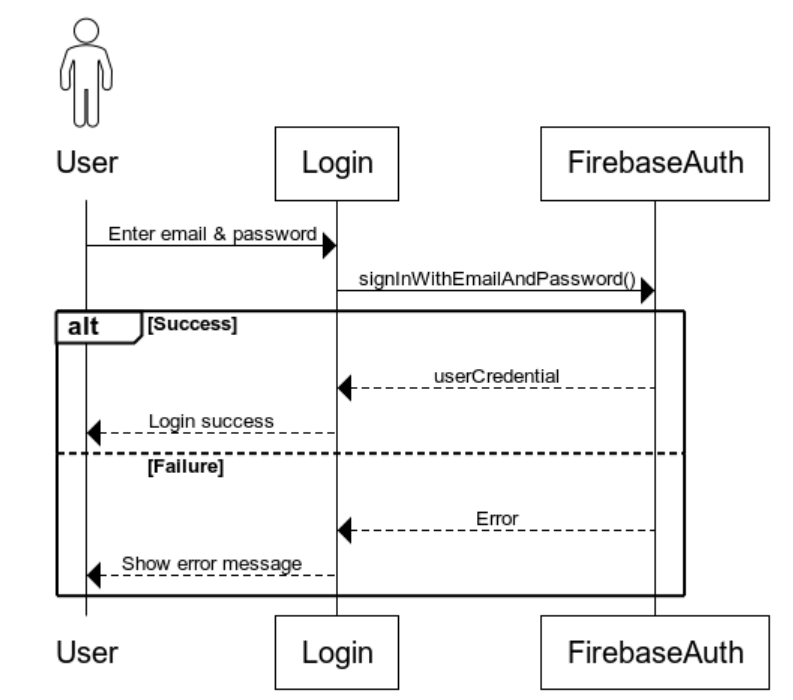 User
Login
FirebaseAuth
Enter email & password
signInWithEmailAndPassword()
alt
[Success]
userCredential
Login success
[Failure]
Error
Show error message
User
Login
FirebaseAuth